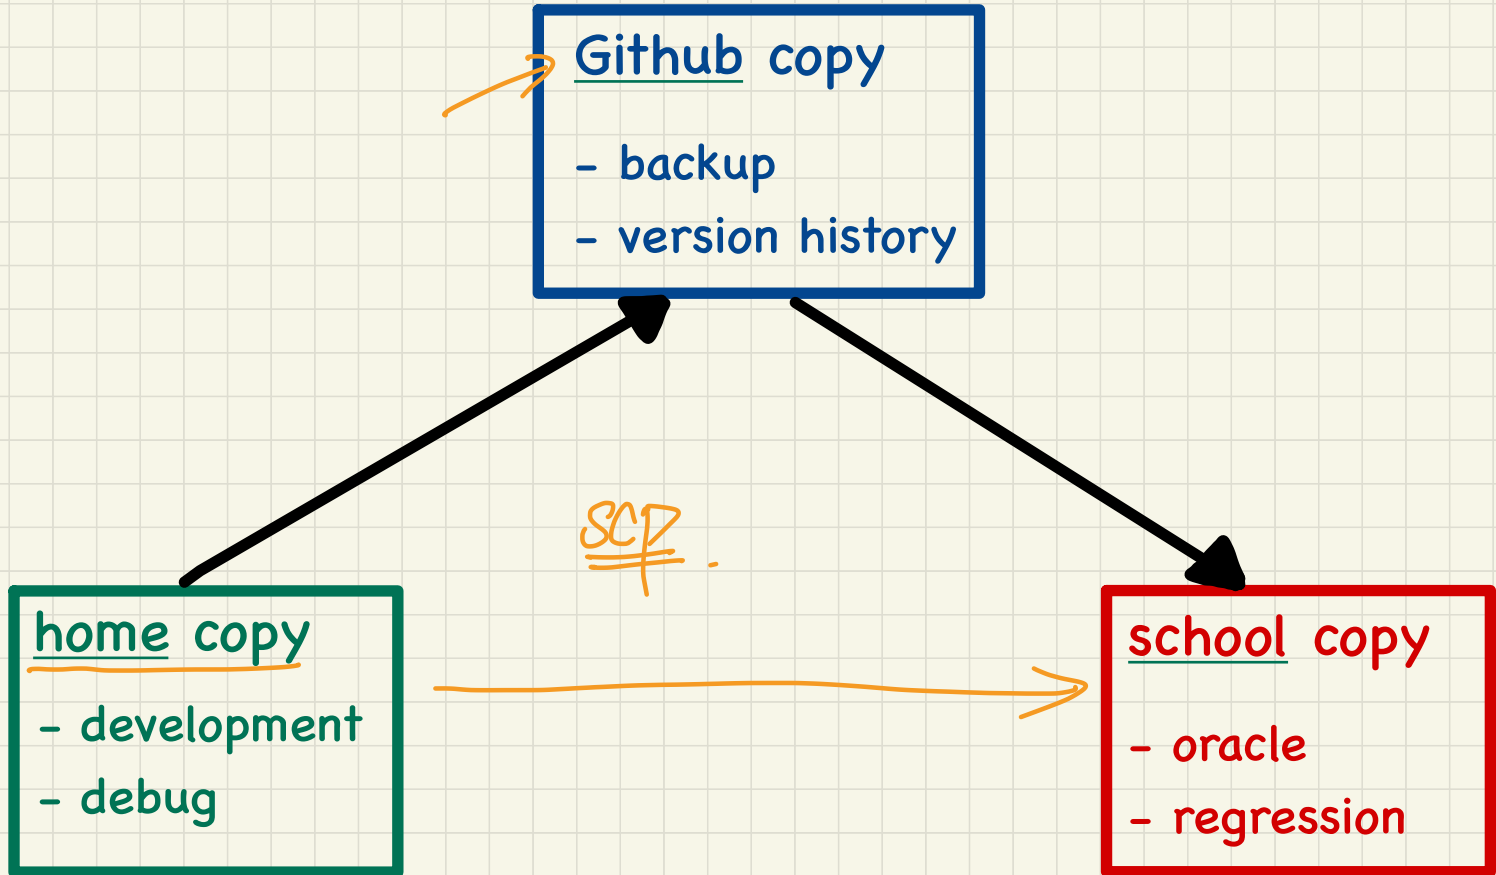 Github copy
- backup
- version history
SCP
home copy
- development
- debug
school copy
- oracle
- regression